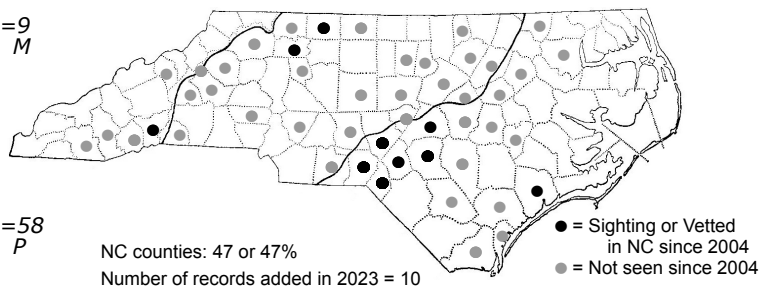 =9
M
=58
P
NC counties: 47 or 47%
Number of records added in 2023 = 10
● = Sighting or Vetted
in NC since 2004
● = Not seen since 2004